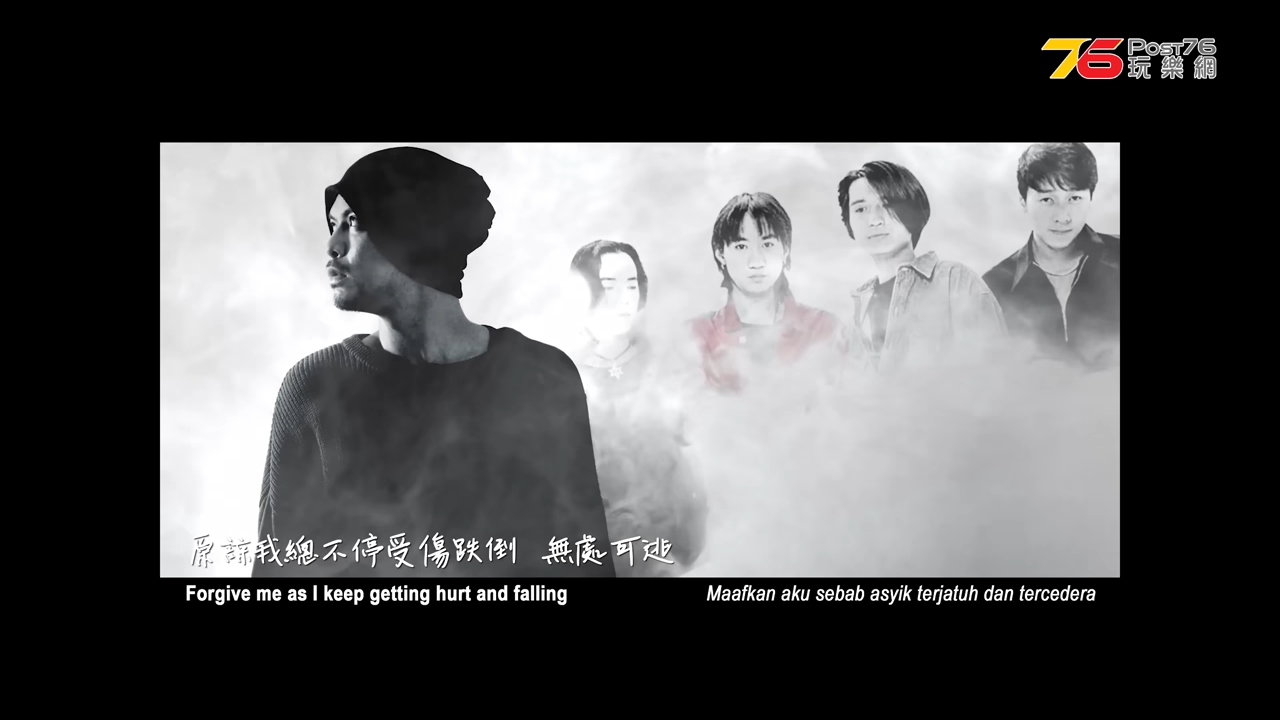 76 Post76
玩樂網
原諒我總不停受傷跌倒 無處可逃
Forgive me as I keep getting hurt and falling
Maafkan aku sebab asyik terjatuh dan tercedera